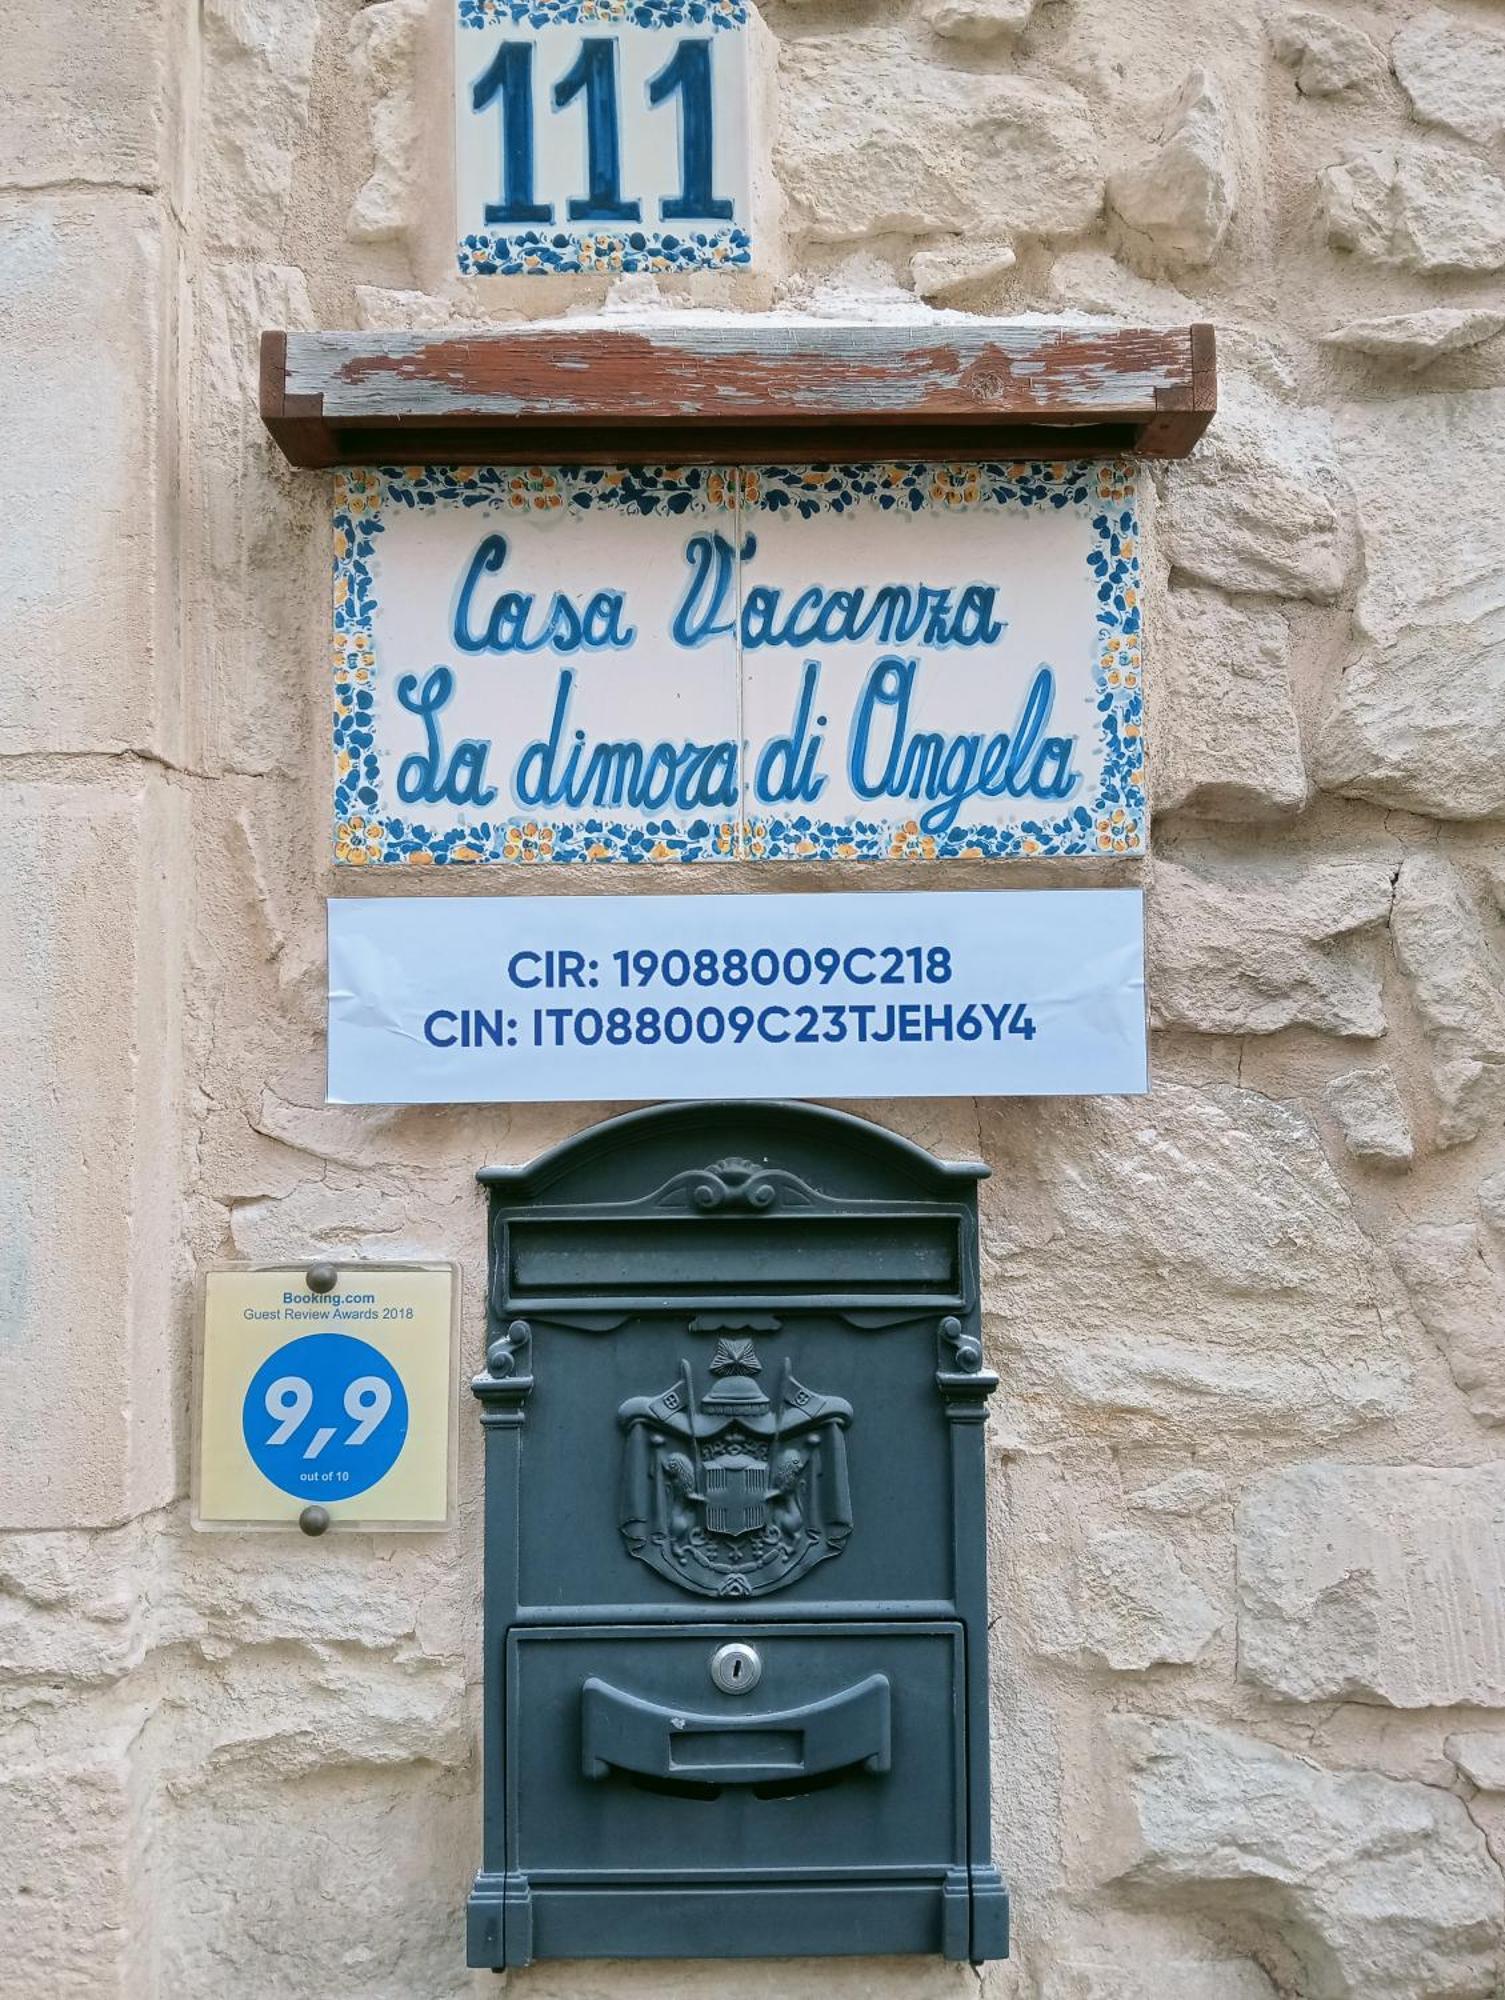 111
Casa Vacanza
La dimora di Angela
CIR: 19088009C218
CIN: IT088009C23TJEH6Y4
Booking.com
Guest Review Awards 2018
9,9
out of 10